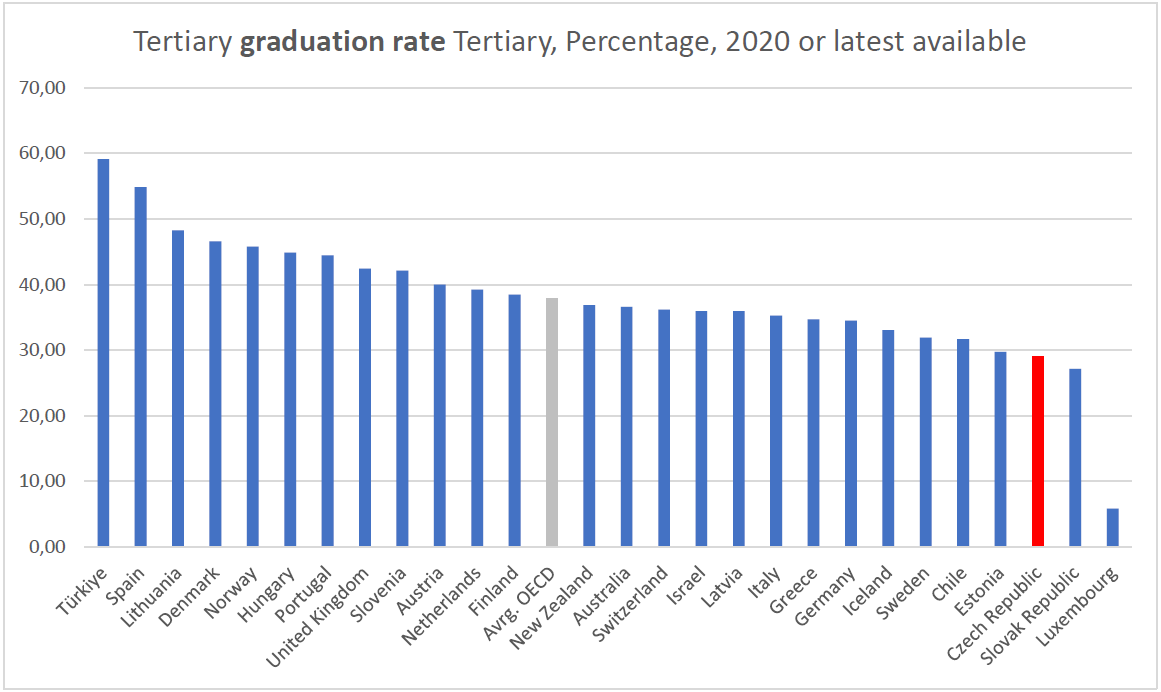 Tertiary graduation rate Tertiary, Percentage, 2020 or latest available
70,00
60,00
50,00
40,00
30,00
20,00
10,00
0,00
Türkiye
Spain
Lithuania
Denmark
Norway
Hungary
Portugal
United Kingdom
Slovenia
Austria
Netherlands
Finland
Avrg. OECD
New Zealand
Australia
Switzerland
Israel
Latvia
Italy
Greece
Germany
Iceland
Sweden
Chile
Estonia
Czech Republic
Slovak Republic
Luxembourg